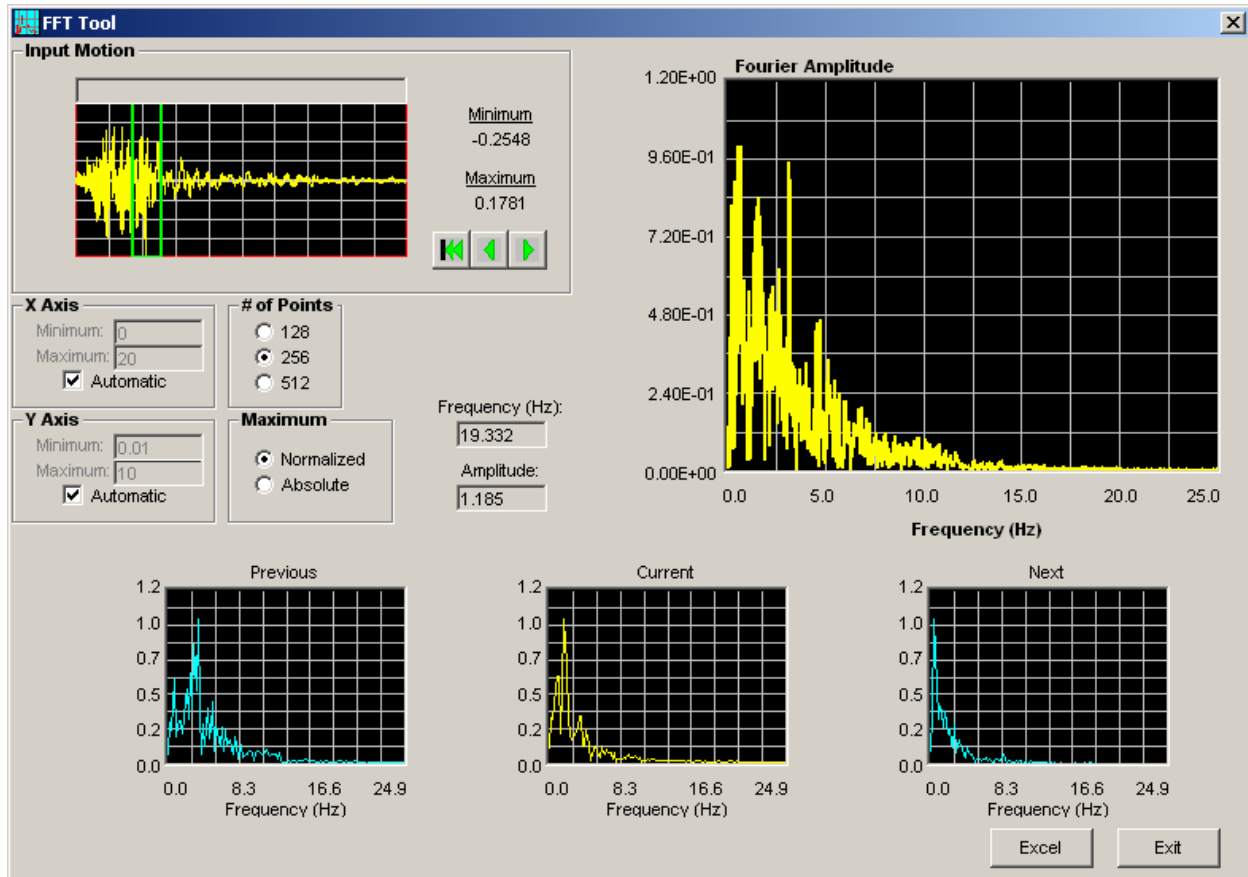 FFT Tool
Input Motion
Minimum
-0.2548
Maximum
0.1781
X Axis
Minimum: 0
Maximum: 20
Automatic
# of Points
128
256
512
Y Axis
Minimum: 0.01
Maximum: 10
Automatic
Maximum
Normalized
Absolute
Frequency (Hz):
19.332
Amplitude:
1.185
Fourier Amplitude
1.20E+00
9.60E-01
7.20E-01
4.80E-01
2.40E-01
0.00E+00
0.0 5.0 10.0 15.0 20.0 25.0
Frequency (Hz)
Previous
1.2
1.0
0.7
0.5
0.2
0.0
0.0 8.3 16.6 24.9
Frequency (Hz)
Current
1.2
1.0
0.7
0.5
0.2
0.0
0.0 8.3 16.6 24.9
Frequency (Hz)
Next
1.2
1.0
0.7
0.5
0.2
0.0
0.0 8.3 16.6 24.9
Frequency (Hz)
Excel
Exit